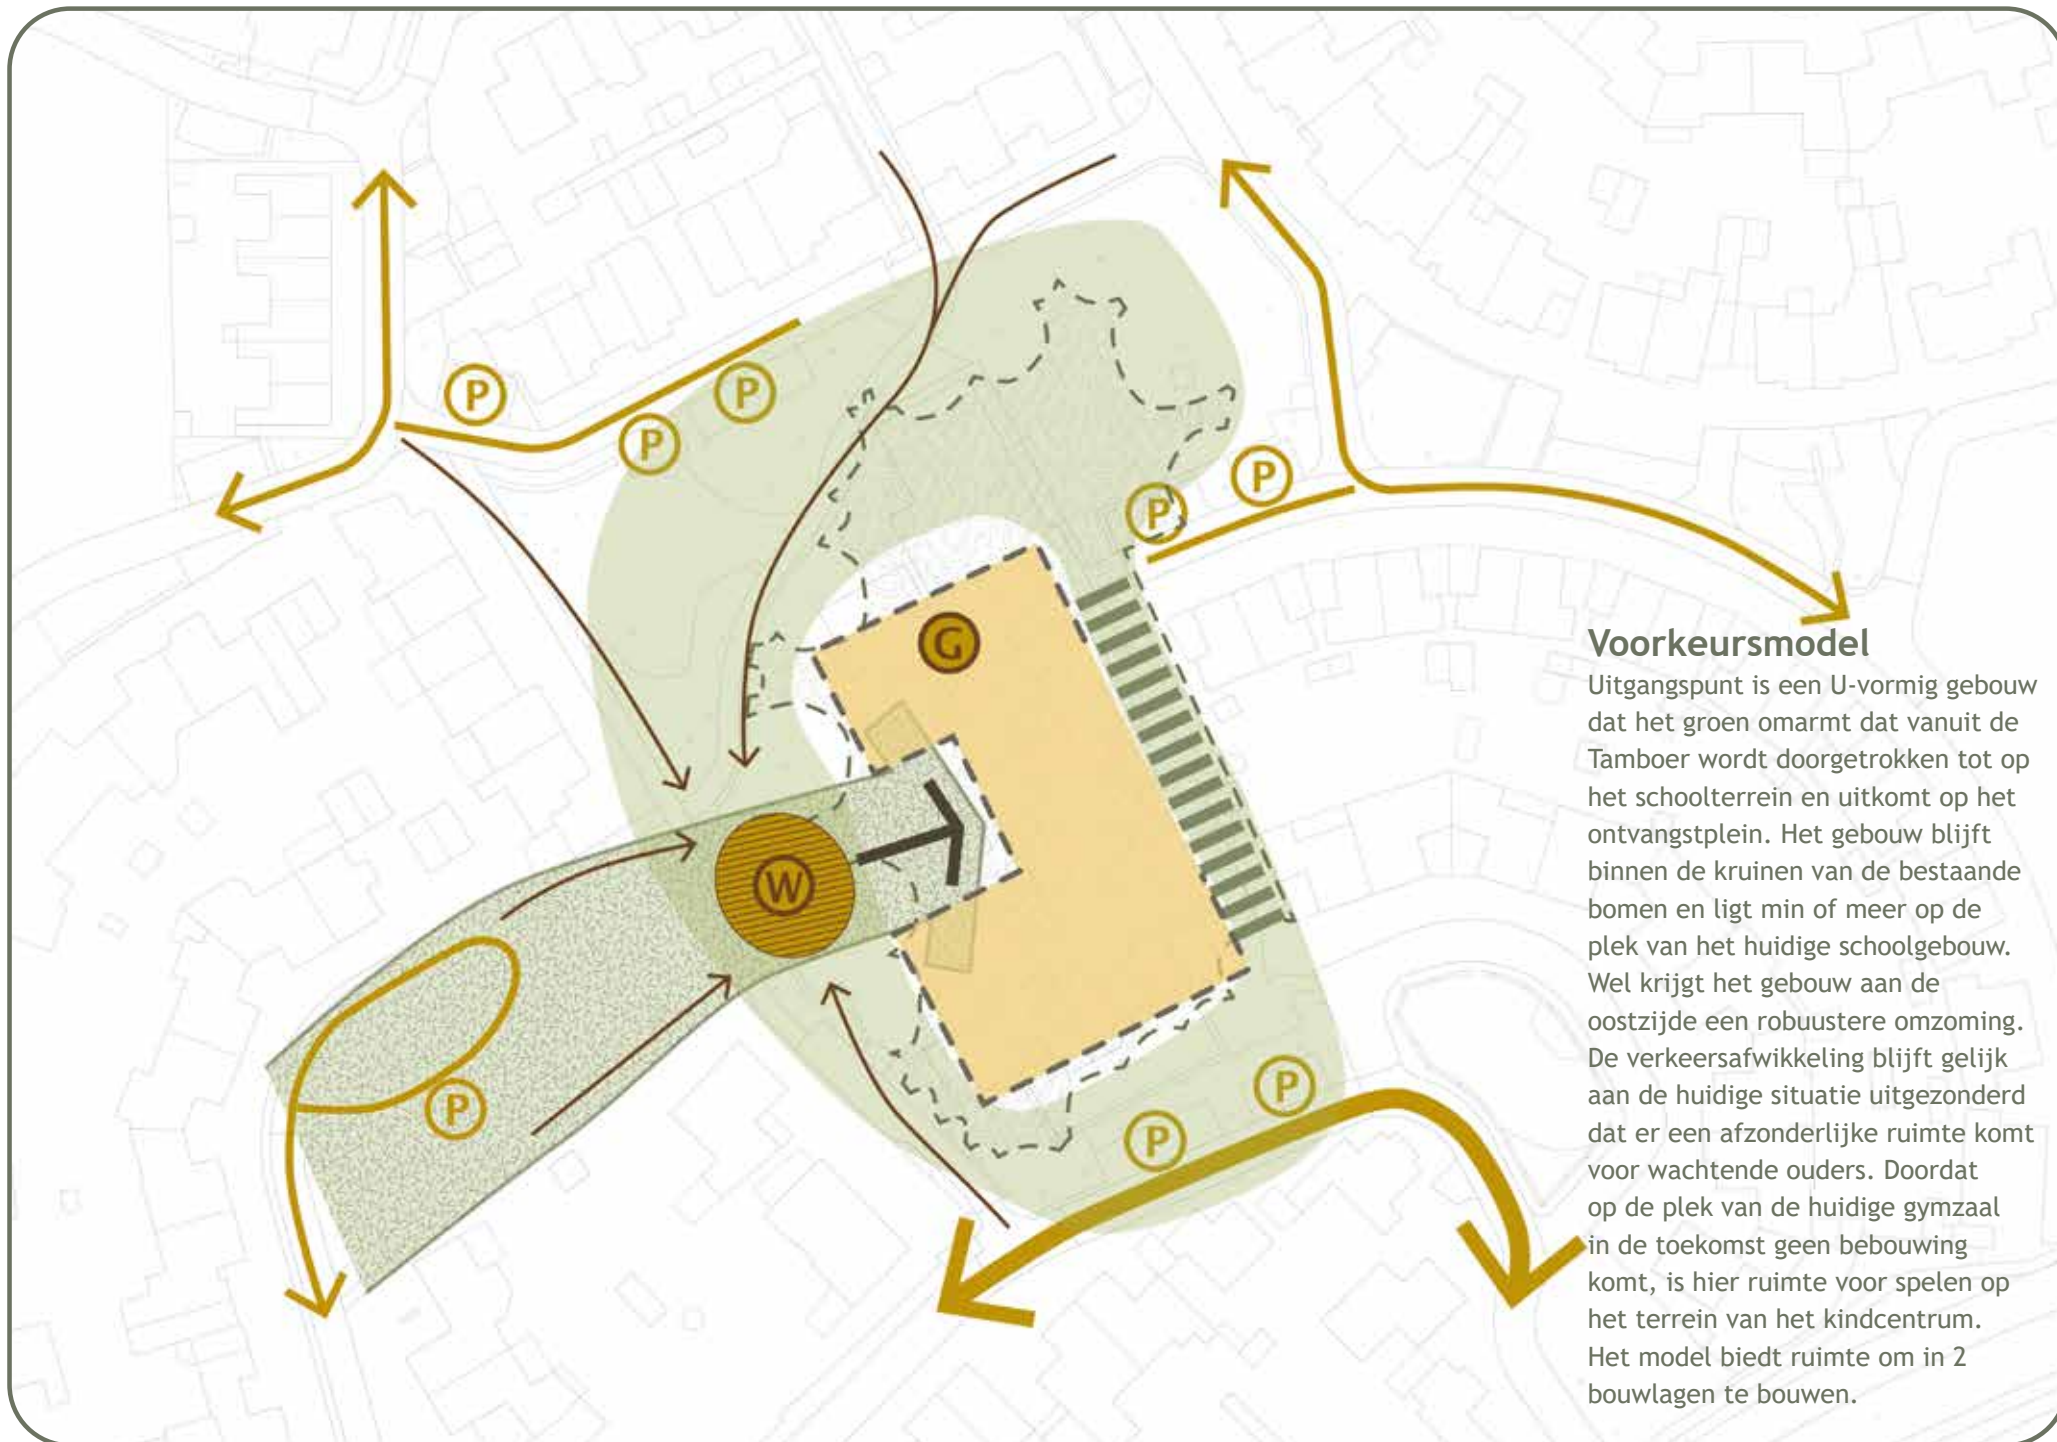 P
P
P
P
P
G
W
P
P
P
Voorkeursmodel
Uitgangspunt is een U-vormig gebouw
dat het groen omarmt dat vanuit de
Tamboer wordt doorgetrokken tot op
het schoolterrein en uitkomt op het
ontvangstplein. Het gebouw blijft
binnen de kruinen van de bestaande
bomen en ligt min of meer op de
plek van het huidige schoolgebouw.
Wel krijgt het gebouw aan de
oostzijde een robuustere omzoming.
De verkeersafwikkeling blijft gelijk
aan de huidige situatie uitgezonderd
dat er een afzonderlijke ruimte komt
voor wachtende ouders. Doordat
op de plek van de huidige gymzaal
in de toekomst geen bebouwing
komt, is hier ruimte voor spelen op
het terrein van het kindcentrum.
Het model biedt ruimte om in 2
bouwlagen te bouwen.